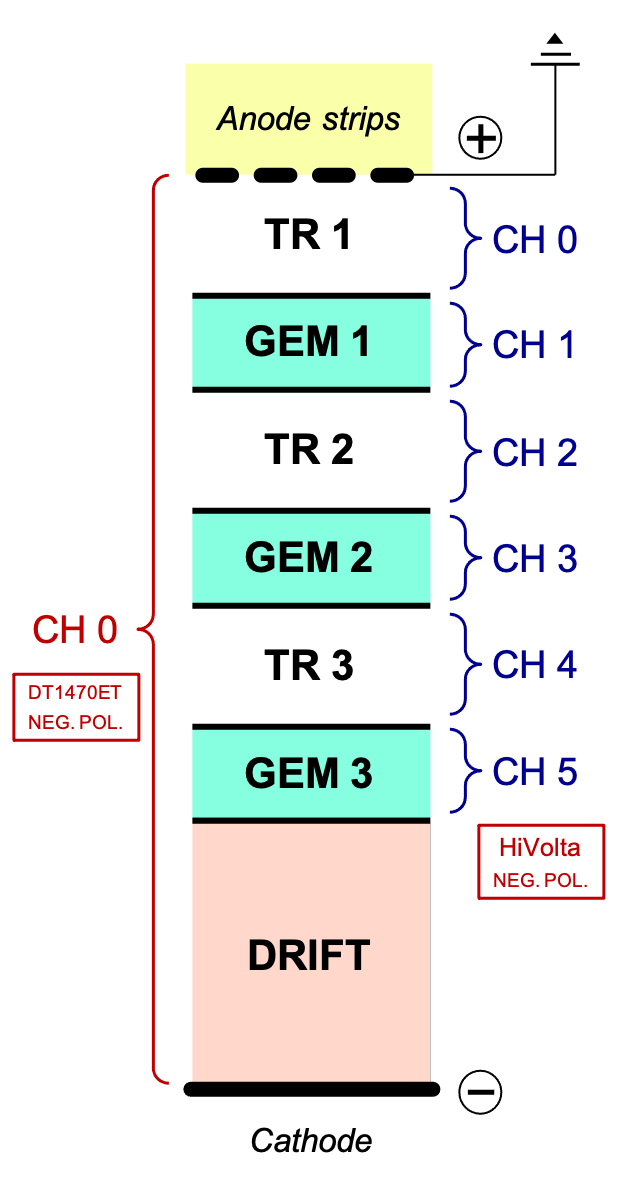 Anode strips
+
TR 1
CH 0
GEM 1
CH 1
TR 2
CH 2
GEM 2
CH 3
CH 0
DT1470ET
NEG. POL.
TR 3
CH 4
GEM 3
CH 5
HiVolta
NEG. POL.
DRIFT
−
Cathode